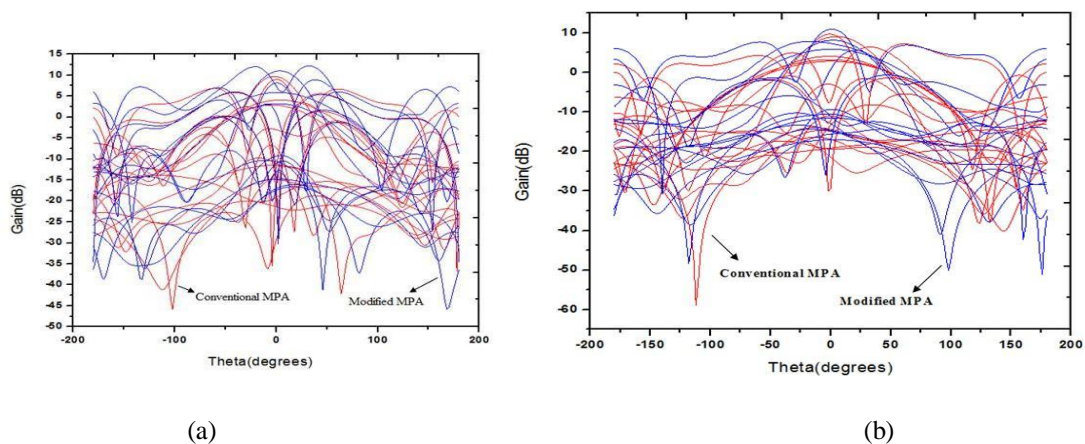 15
10
5
0
-5
-10
-15
-20
-25
-30
-35
-40
-45
-50
Gain(dB)
-200 -100 0 100 200
Theta(degrees)
Conventional MPA
Modified MPA
(a)
10
0
-10
-20
-30
-40
-50
-60
Gain(dB)
-200 -150 -100 -50 0 50 100 150 200
Theta(degrees)
Conventional MPA
Modified MPA
(b)